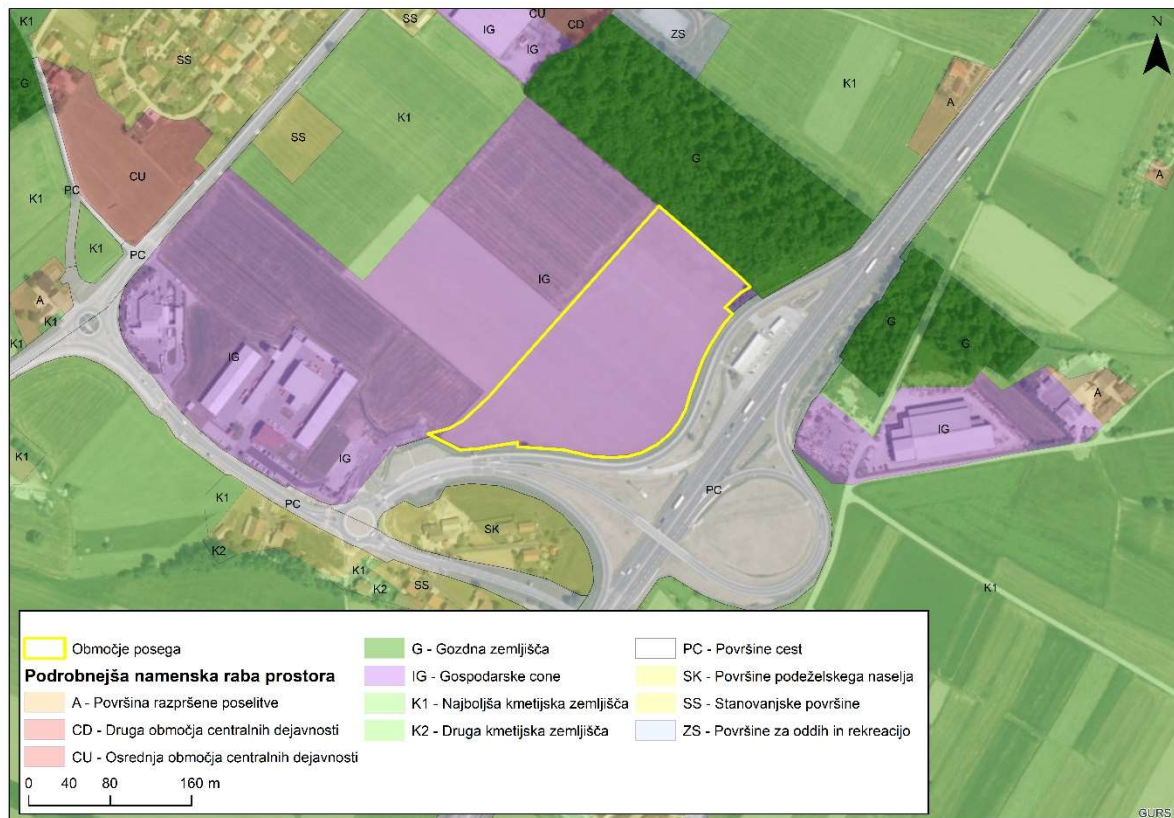 K1
SS
IG
CU
CD
IG
ZS
N
SS
G
K1
K1
A
SS
G
CU
PC
K1
A
K1
K1
PC
A
K1
IG
G
G
IG
A
IG
IG
K1
PC
K1
PC
SK
K2
K1
K2
SS
K1
Območje posega
Podrobnejša namenska raba prostora
A - Površina razpršene poselitve
CD - Druga območja centralnih dejavnosti
CU - Osrednja območja centralnih dejavnosti
G - Gozdna zemljišča
IG - Gospodarske cone
K1 - Najboljša kmetijska zemljišča
K2 - Druga kmetijska zemljišča
PC - Površine cest
SK - Površine podeželskega naselja
SS - Stanovanjske površine
ZS - Površine za oddih in rekreacijo
0 40 80 160 m
GURS